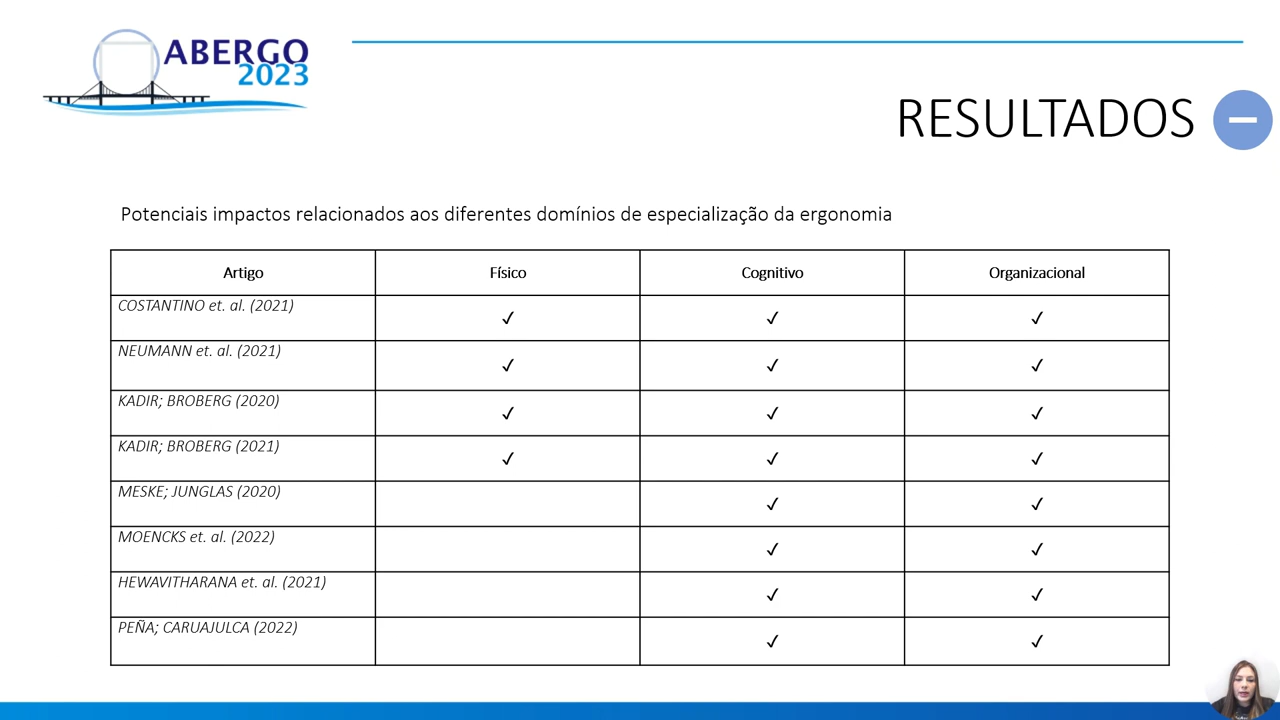 ABERGO
2023
RESULTADOS
Potenciais impactos relacionados aos diferentes domínios de especialização da ergonomia
Artigo Físico Cognitivo Organizacional
COSTANTINO et. al. (2021) ✓ ✓ ✓
NEUMANN et. al. (2021) ✓ ✓ ✓
KADIR; BROBERG (2020) ✓ ✓ ✓
KADIR; BROBERG (2021) ✓ ✓ ✓
MESKE; JUNGLAS (2020) ✓ ✓
MOENCKS et. al. (2022) ✓ ✓
HEWAVITHARANA et. al. (2021) ✓ ✓
PEÑA; CARUAJULCA (2022) ✓ ✓